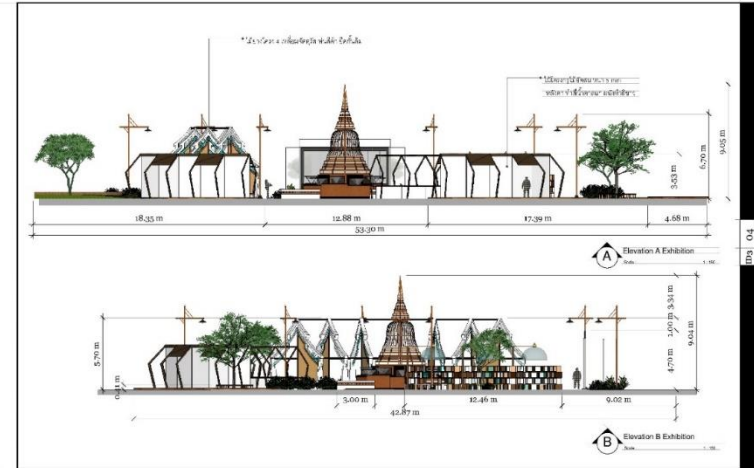 9.05 m
6.70 m
3.53 m
18.35 m
12.88 m
17.39 m
4.68 m
53.30 m
A
Elevation A Exhibition
ID3 04
5.70 m
3.34 m
1.00 m
9.04 m
4.70 m
3.00 m
12.46 m
9.02 m
42.87 m
B
Elevation B Exhibition